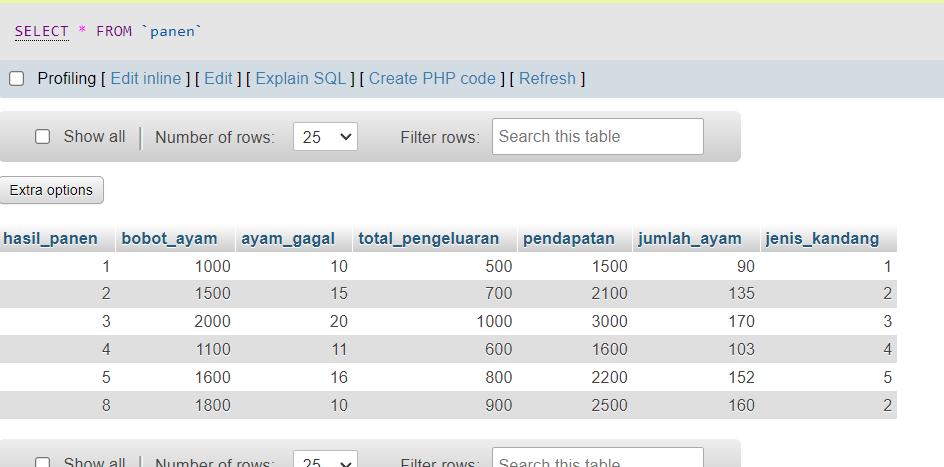 SELECT * FROM `panen`
Profiling [ Edit inline ] [ Edit ] [ Explain SQL ] [ Create PHP code ] [ Refresh ]
Show all Number of rows: 25 Filter rows: Search this table
Extra options
hasil_panen bobot_ayam ayam_gagal total_pengeluaran pendapatan jumlah_ayam jenis_kandang
1 1000 10 500 1500 90 1
2 1500 15 700 2100 135 2
3 2000 20 1000 3000 170 3
4 1100 11 600 1600 103 4
5 1600 16 800 2200 152 5
8 1800 10 900 2500 160 2
Show all Number of rows: 25 Filter rows: Search this table